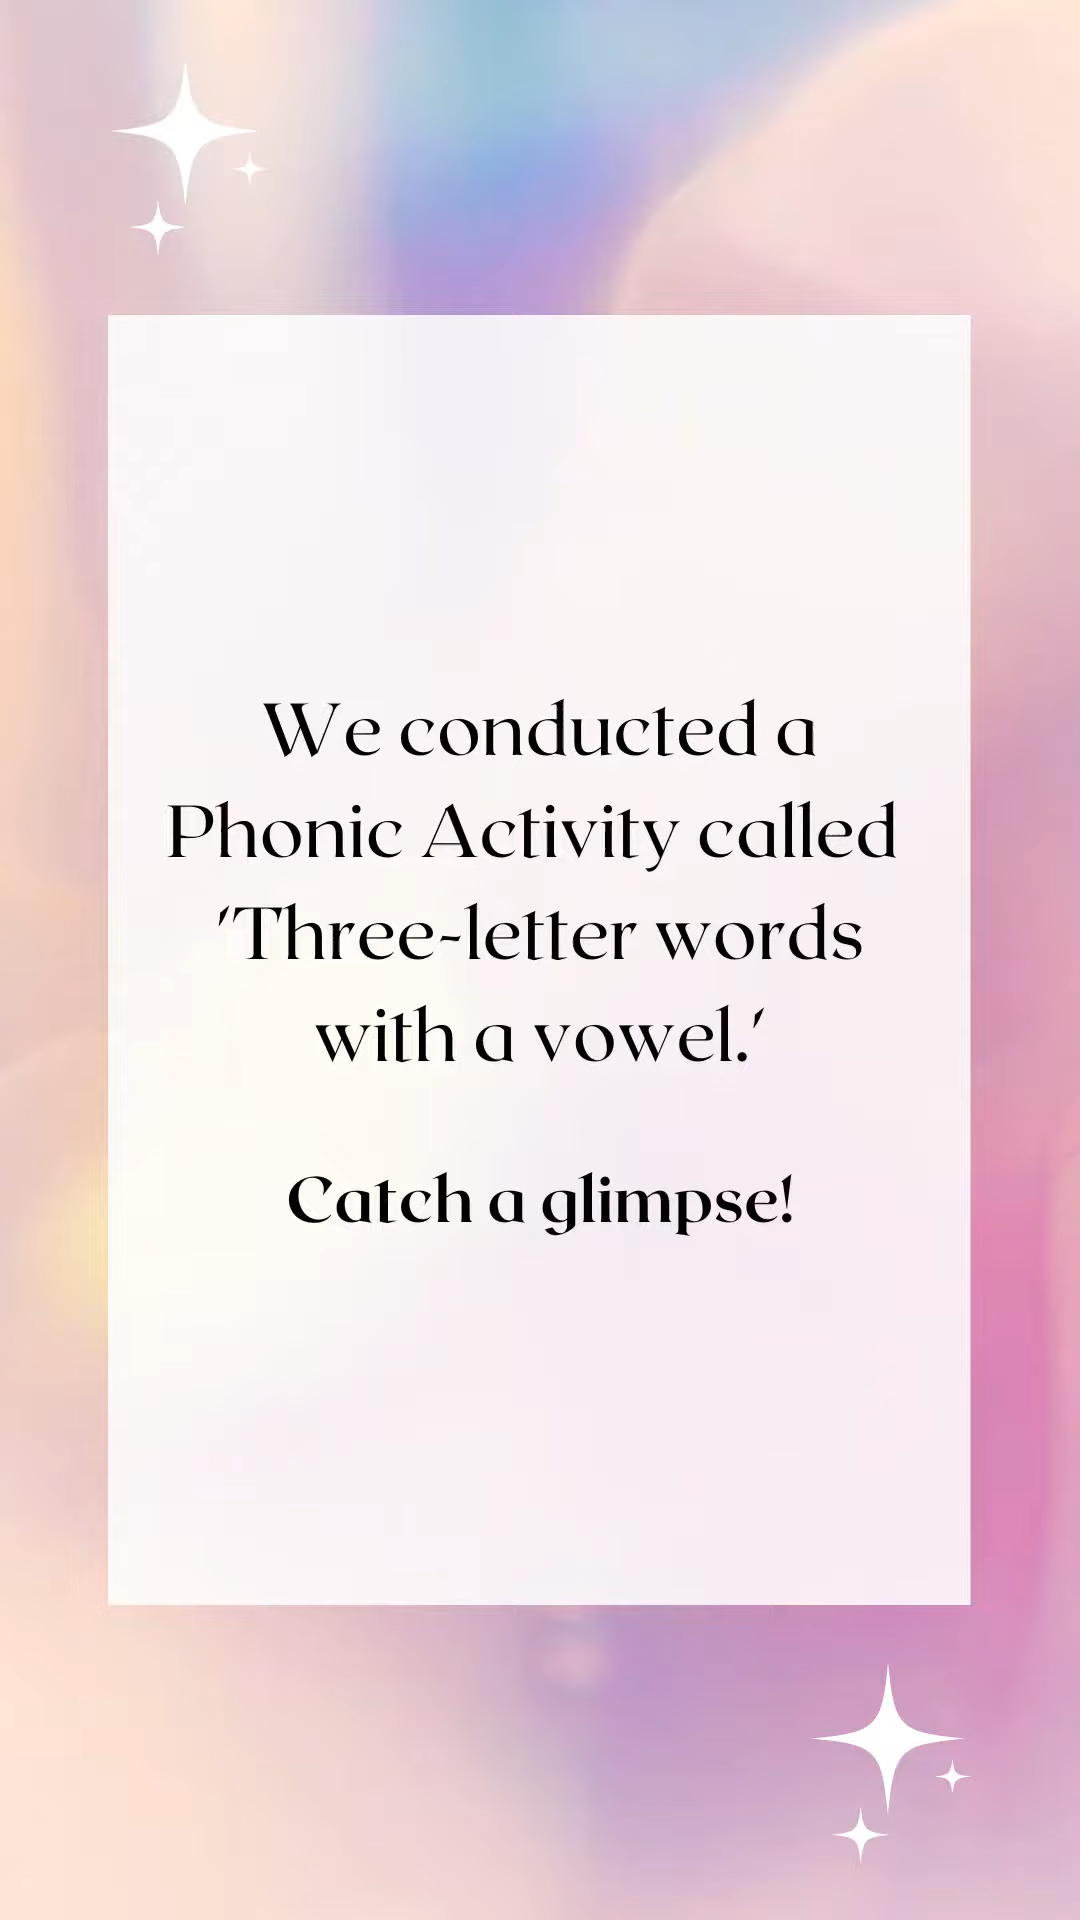 We conducted a
Phonic Activity called
'Three-letter words
with a vowel.'
Catch a glimpse!